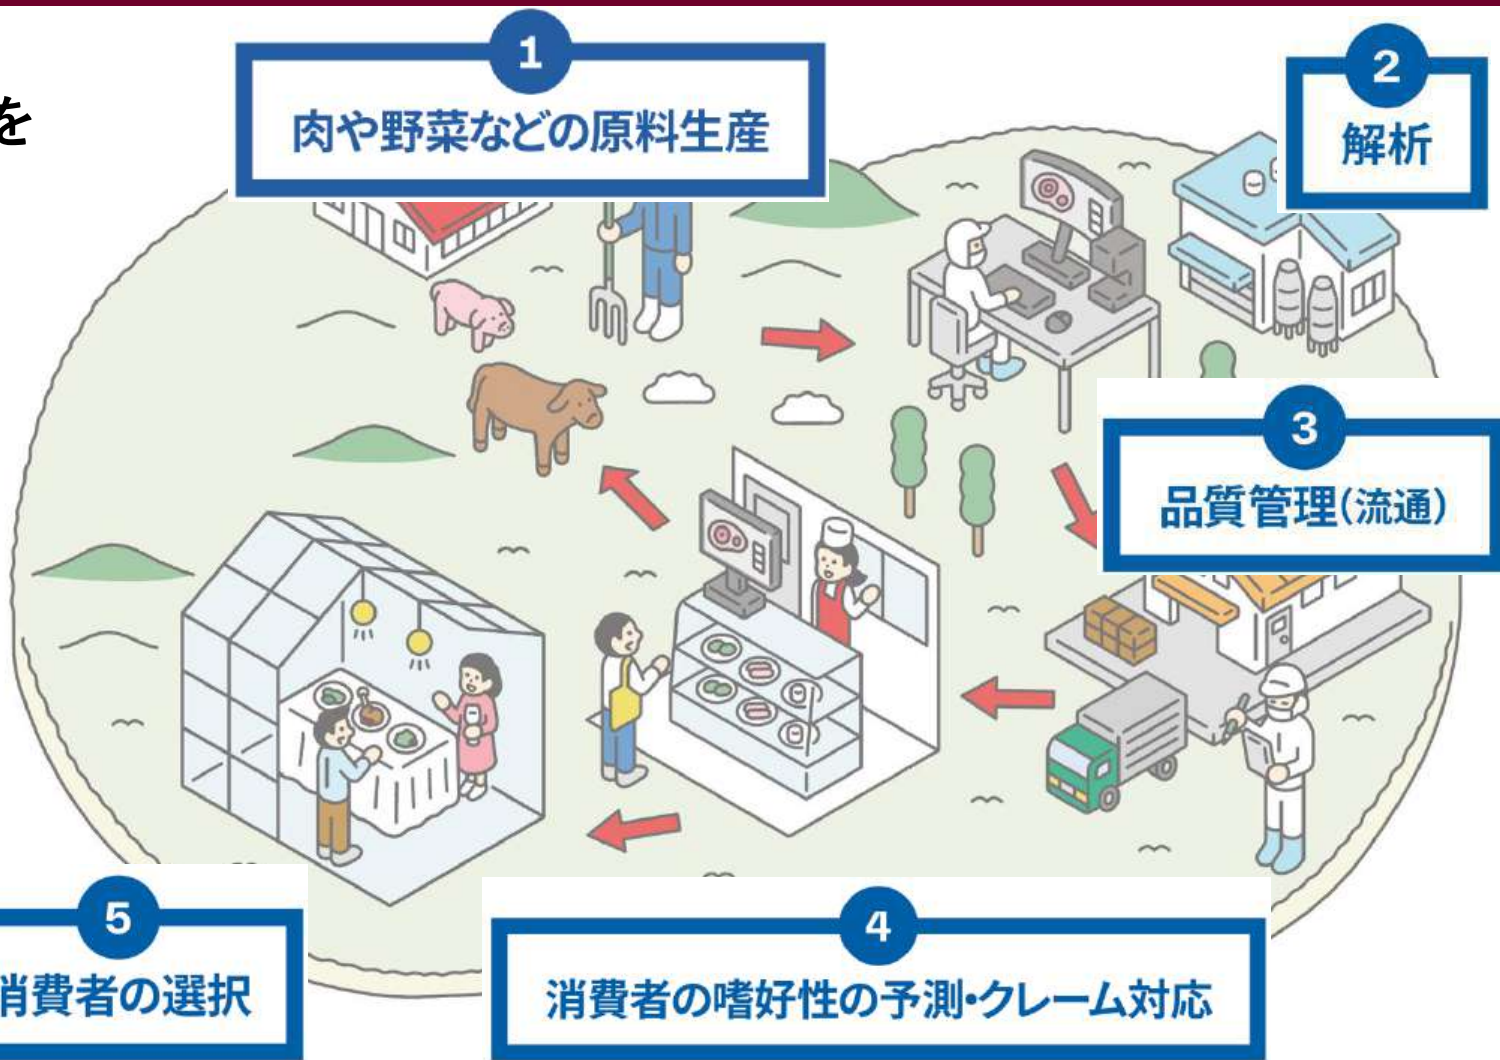 を
1
肉や野菜などの原料生産
2
解析
3
品質管理(流通)
5
消費者の選択
4
消費者の嗜好性の予測・クレーム対応